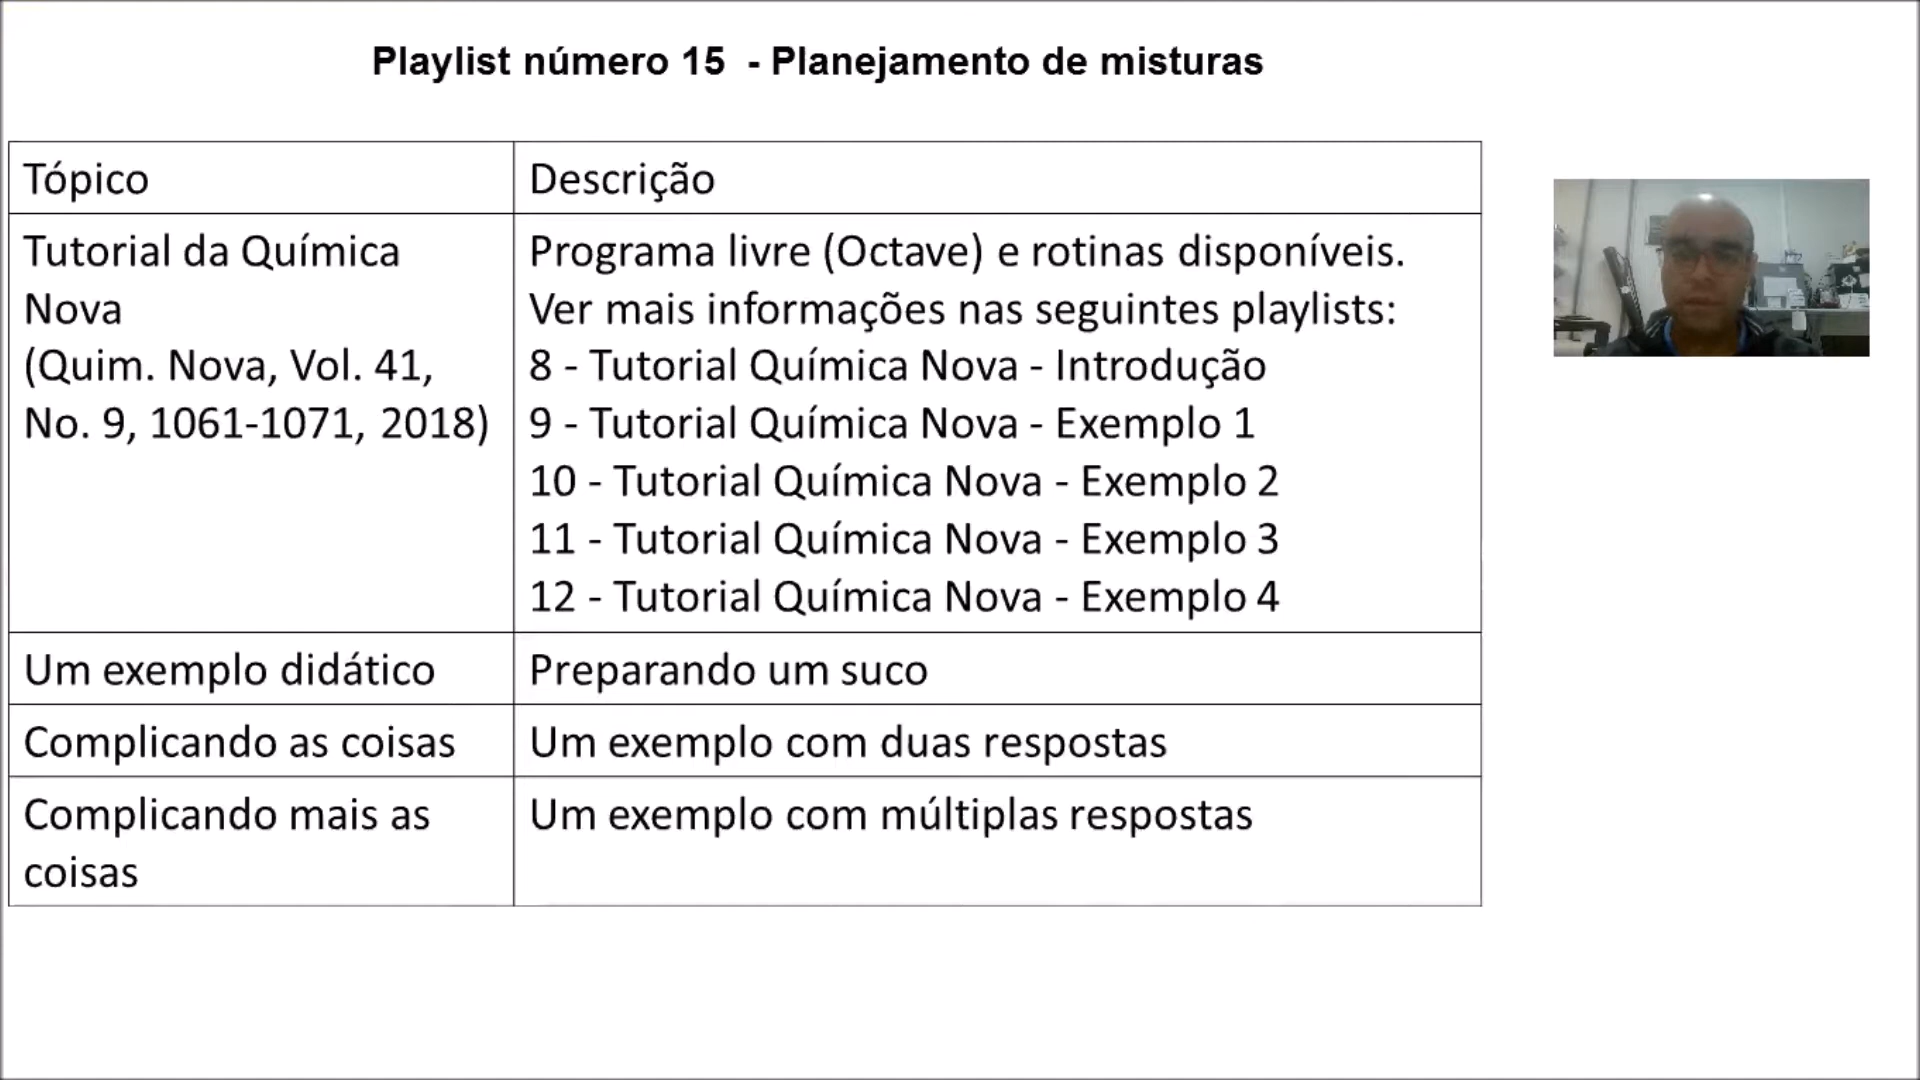 Playlist número 15  - Planejamento de misturas
Tópico
Descrição
Tutorial da Química
Nova
(Quim. Nova, Vol. 41,
No. 9, 1061-1071, 2018)
Programa livre (Octave) e rotinas disponíveis.
Ver mais informações nas seguintes playlists:
8 - Tutorial Química Nova - Introdução
9 - Tutorial Química Nova - Exemplo 1
10 - Tutorial Química Nova - Exemplo 2
11 - Tutorial Química Nova - Exemplo 3
12 - Tutorial Química Nova - Exemplo 4
Um exemplo didático
Preparando um suco
Complicando as coisas
Um exemplo com duas respostas
Complicando mais as
coisas
Um exemplo com múltiplas respostas